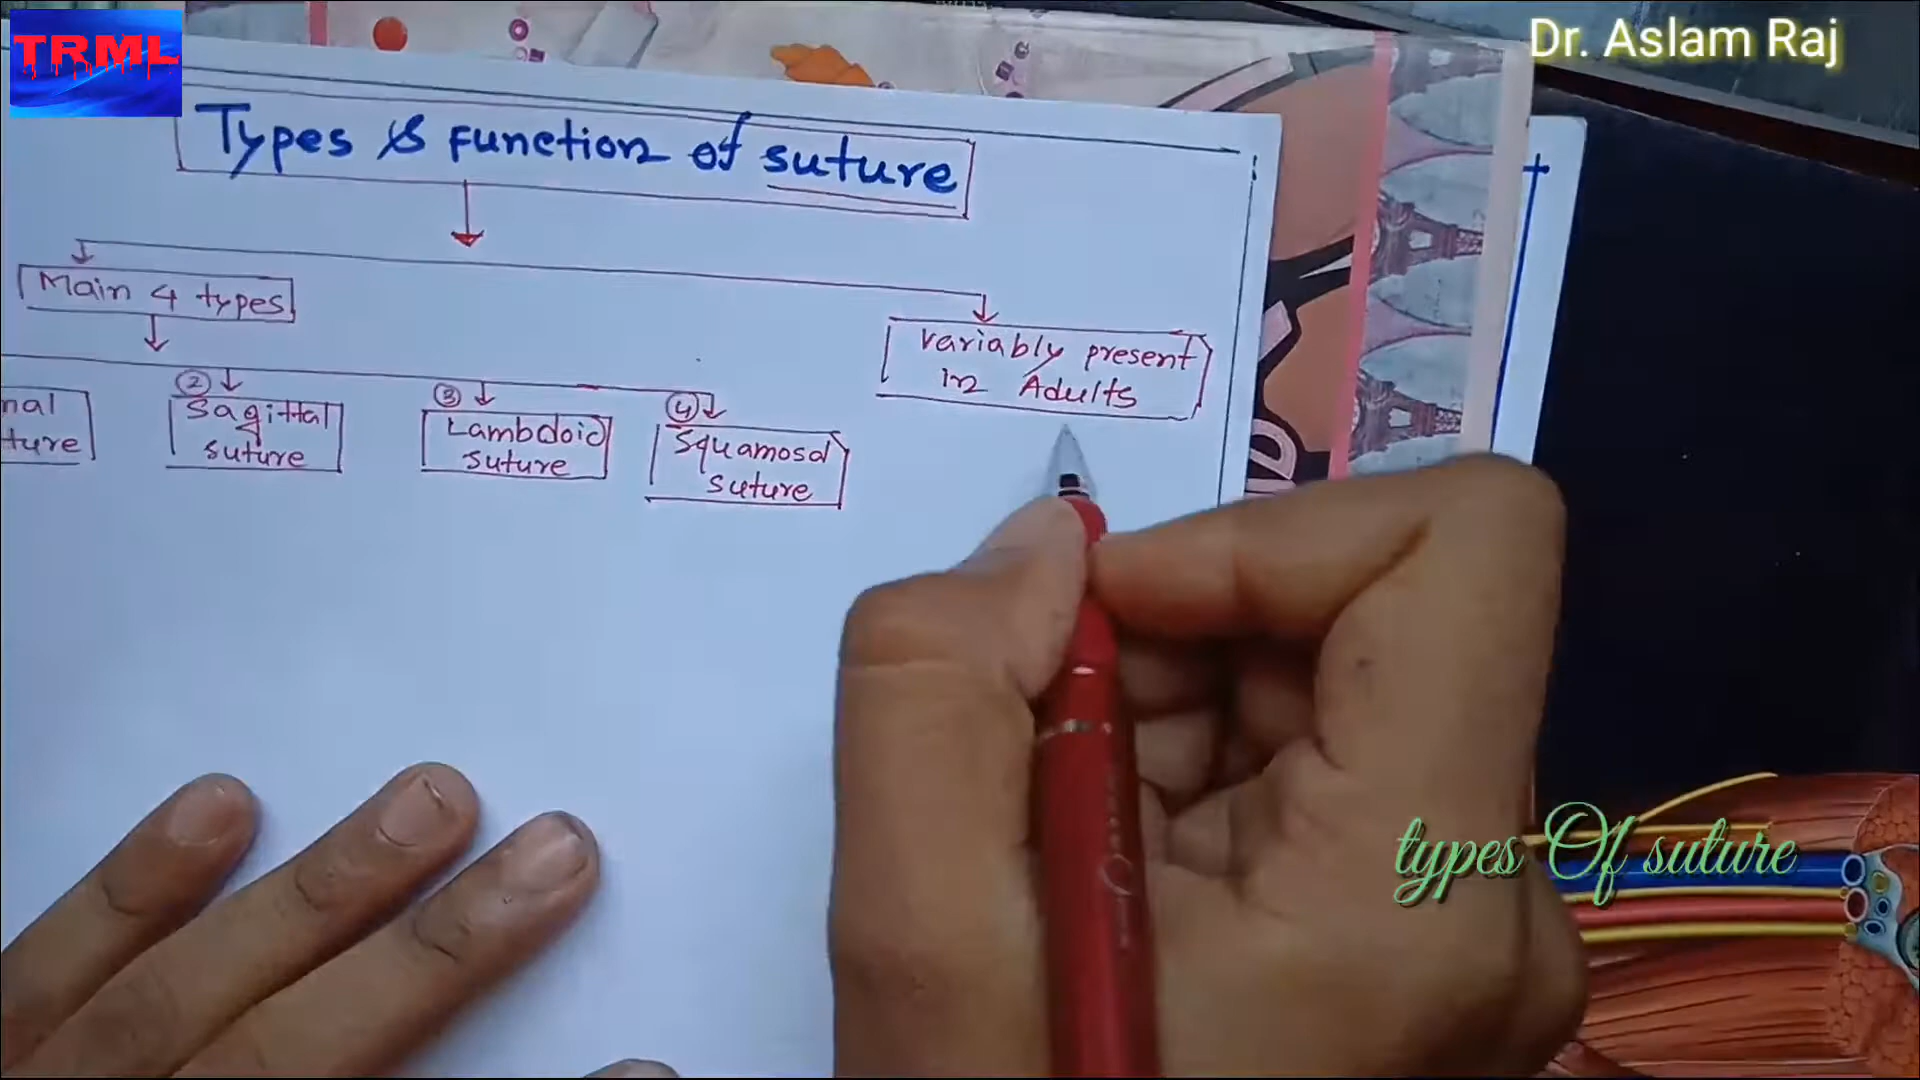 TRML
Dr. Aslam Raj
Types & function of suture
Main 4 types
variably present
in Adults
nal
ture
2
Sagittal
suture
3
Lambdoid
suture
4
Squamosal
suture
types Of suture